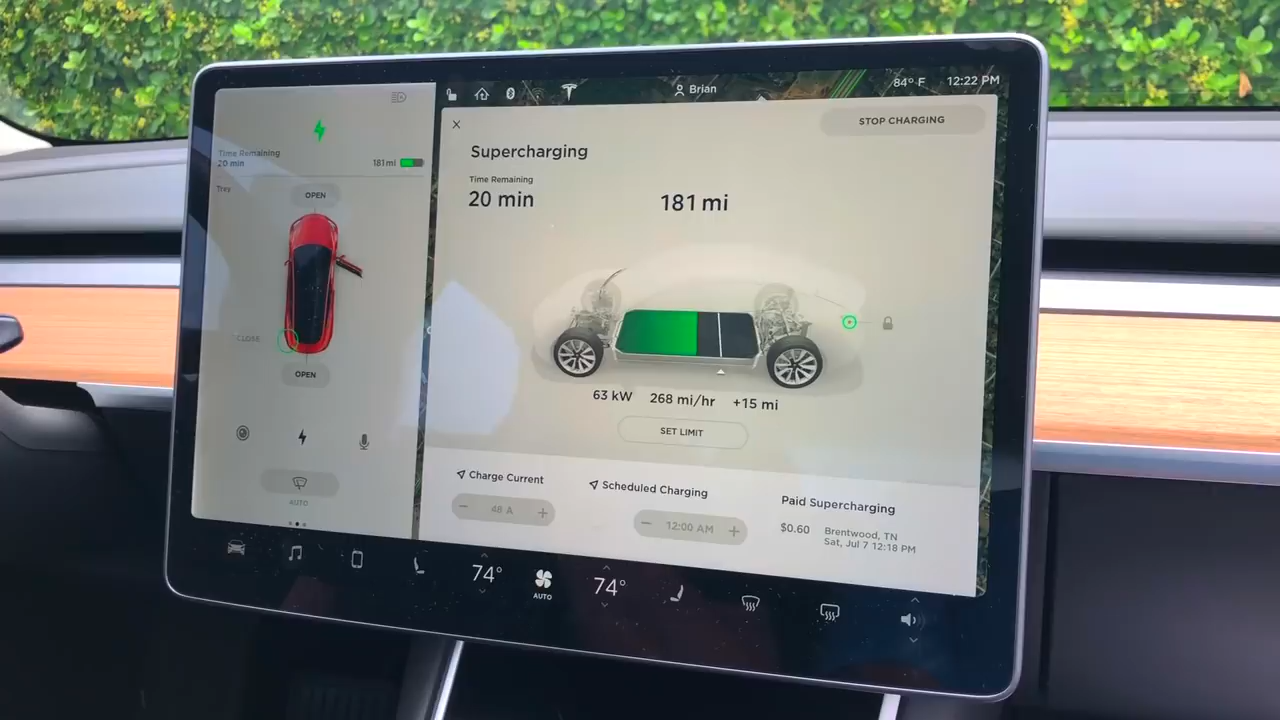 Brian
84° F
12:22 PM
Time Remaining
20 min
181 mi
Trey
OPEN
CLOSE
OPEN
AUTO
STOP CHARGING
Supercharging
Time Remaining
20 min
181 mi
63 kW
268 mi/hr
+15 mi
SET LIMIT
Charge Current
− 48 A +
Scheduled Charging
− 12:00 AM +
Paid Supercharging
$0.60
Brentwood, TN
Sat, Jul 7 12:18 PM
74°
AUTO
74°